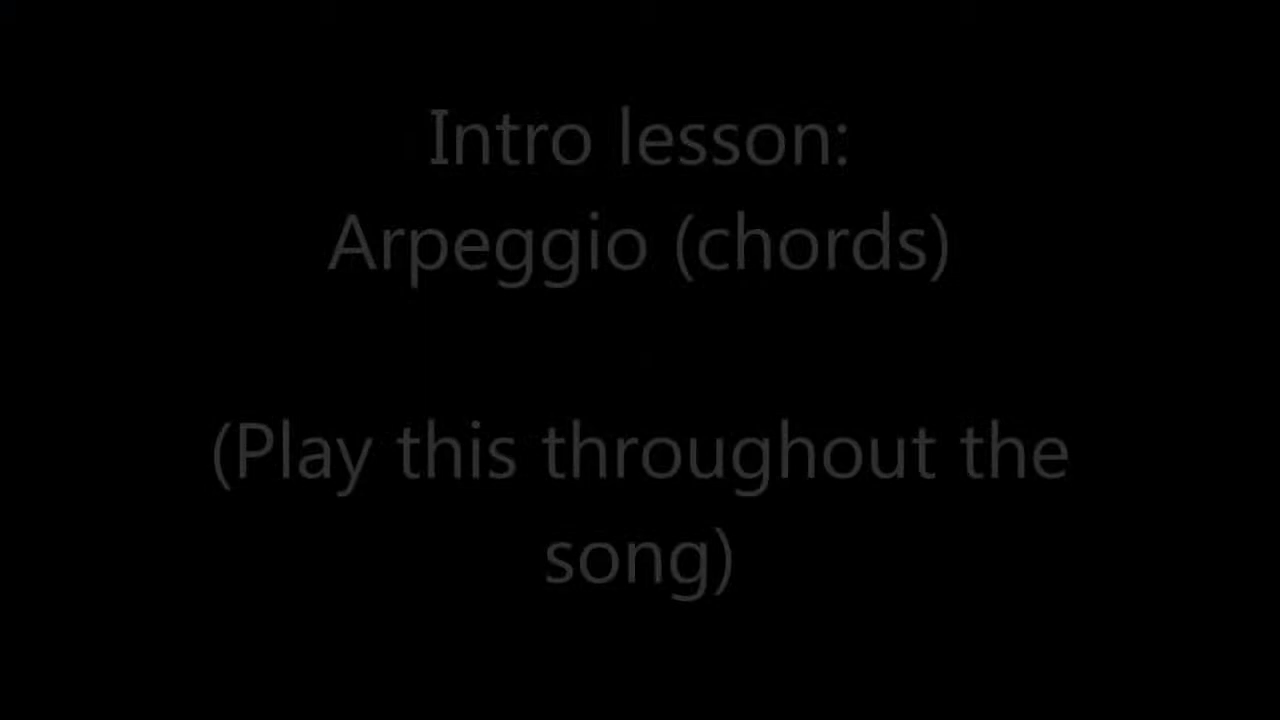 Intro lesson:
Arpeggio (chords)
(Play this throughout the
song)